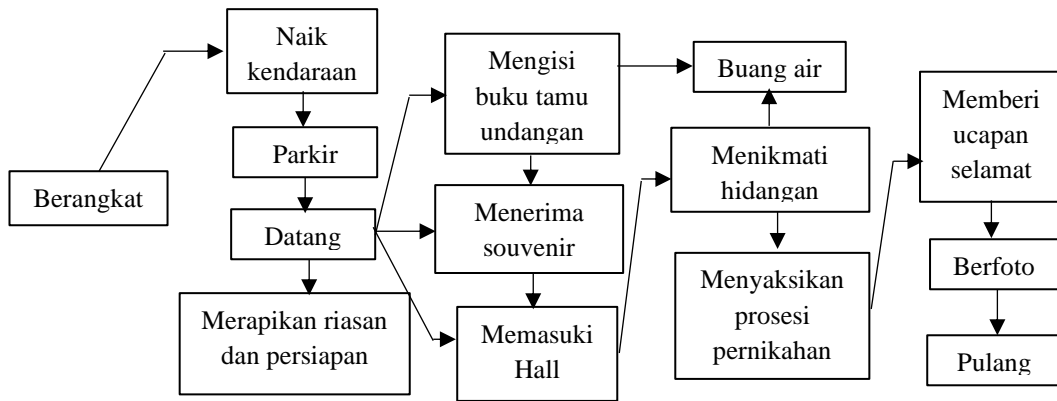 Berangkat
Naik
kendaraan
Parkir
Datang
Merapikan riasan
dan persiapan
Mengisi
buku tamu
undangan
Menerima
souvenir
Memasuki
Hall
Buang air
Menikmati
hidangan
Menyaksikan
prosesi
pernikahan
Memberi
ucapan
selamat
Berfoto
Pulang